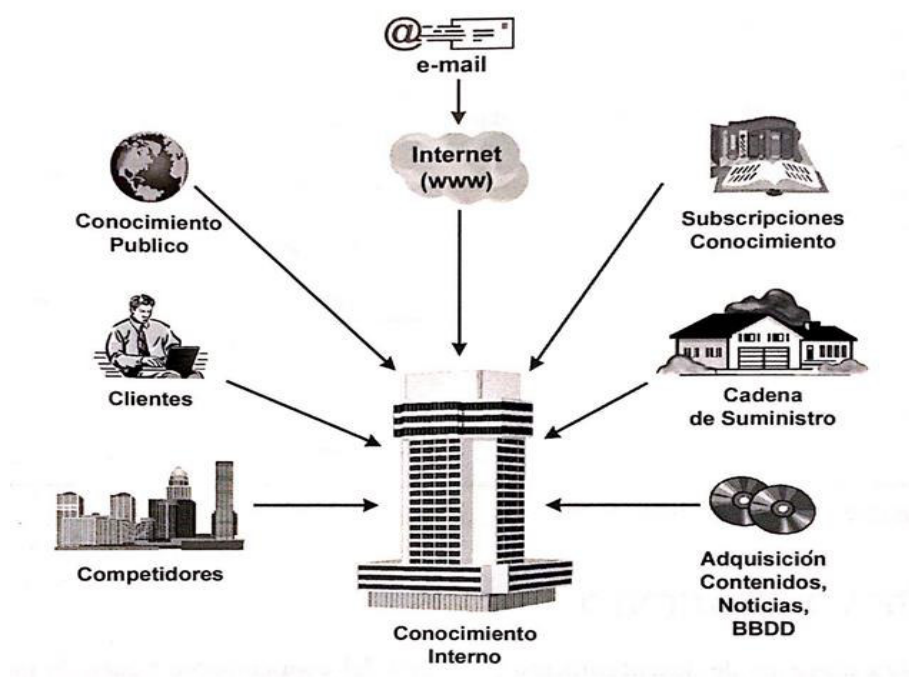 @
e-mail
Internet
(www)
Conocimiento
Publico
Subscripciones
Conocimiento
Clientes
Cadena
de Suministro
Competidores
Adquisición
Contenidos,
Noticias,
BBDD
Conocimiento
Interno